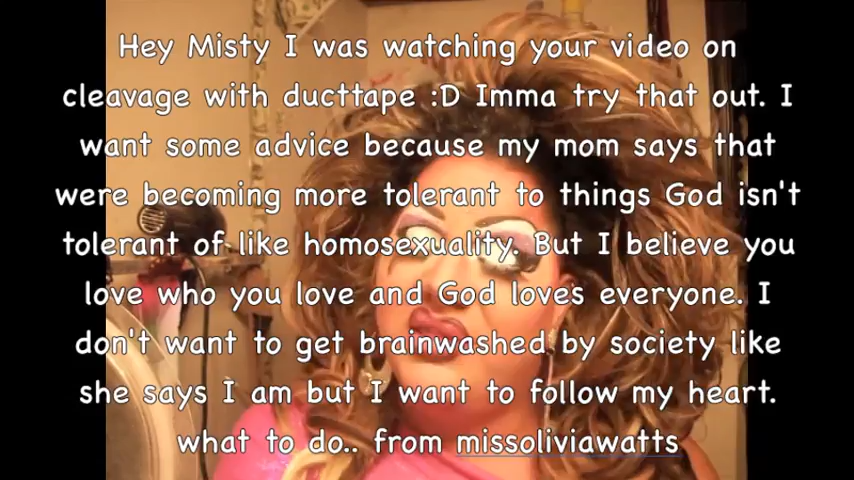 Hey Misty I was watching your video on
cleavage with ducttape :D Imma try that out. I
want some advice because my mom says that
were becoming more tolerant to things God isn't
tolerant of like homosexuality. But I believe you
love who you love and God loves everyone. I
don't want to get brainwashed by society like
she says I am but I want to follow my heart.
what to do.. from missoliviawatts